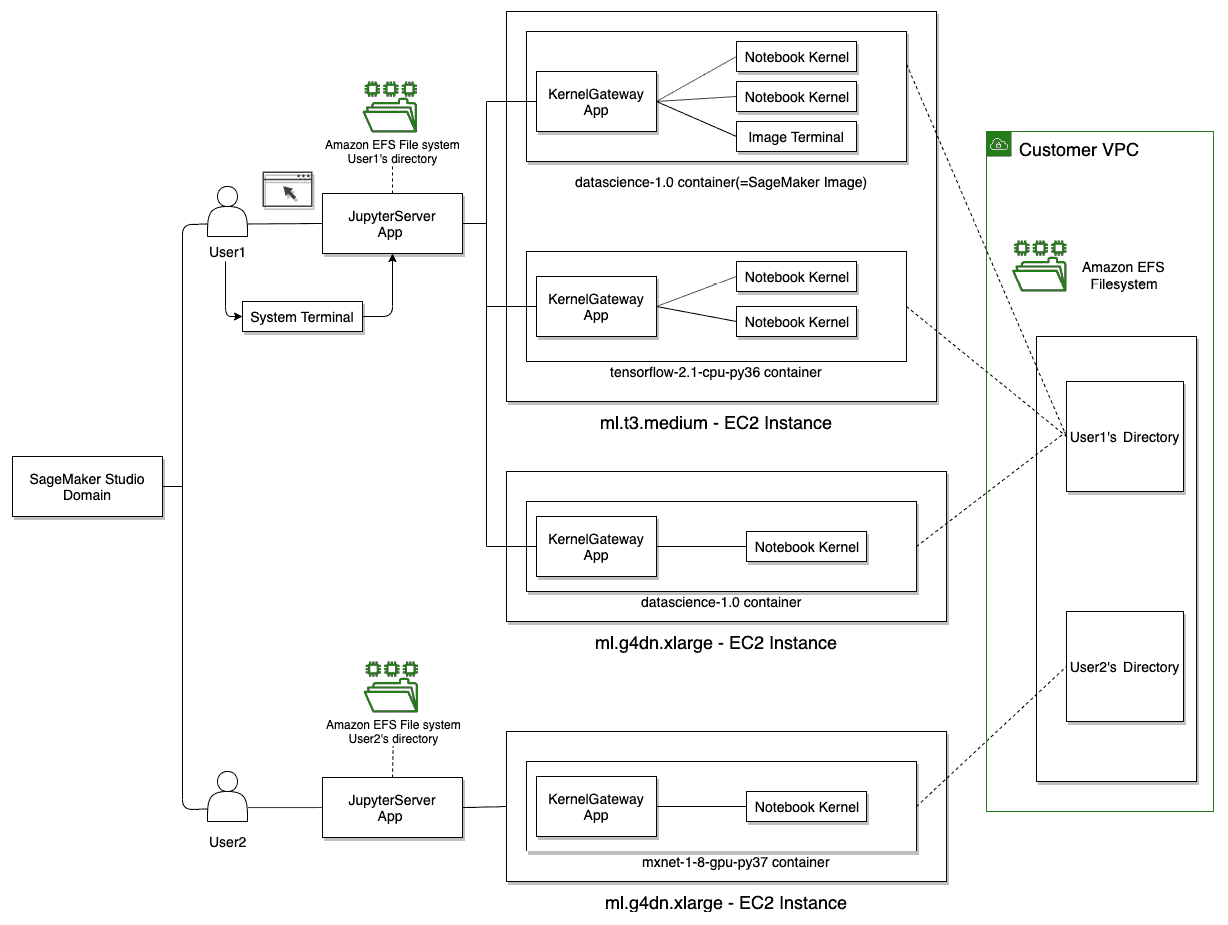 Notebook Kernel
KernelGateway
App
Notebook Kernel
Image Terminal
datascience-1.0 container(=SageMaker Image)
Amazon EFS File system
User1's directory
JupyterServer
App
User1
System Terminal
Notebook Kernel
KernelGateway
App
Notebook Kernel
tensorflow-2.1-cpu-py36 container
ml.t3.medium - EC2 Instance
Customer VPC
Amazon EFS
Filesystem
User1's Directory
SageMaker Studio
Domain
KernelGateway
App
Notebook Kernel
datascience-1.0 container
ml.g4dn.xlarge - EC2 Instance
User2's Directory
Amazon EFS File system
User2's directory
JupyterServer
App
User2
KernelGateway
App
Notebook Kernel
mxnet-1-8-gpu-py37 container
ml.g4dn.xlarge - EC2 Instance